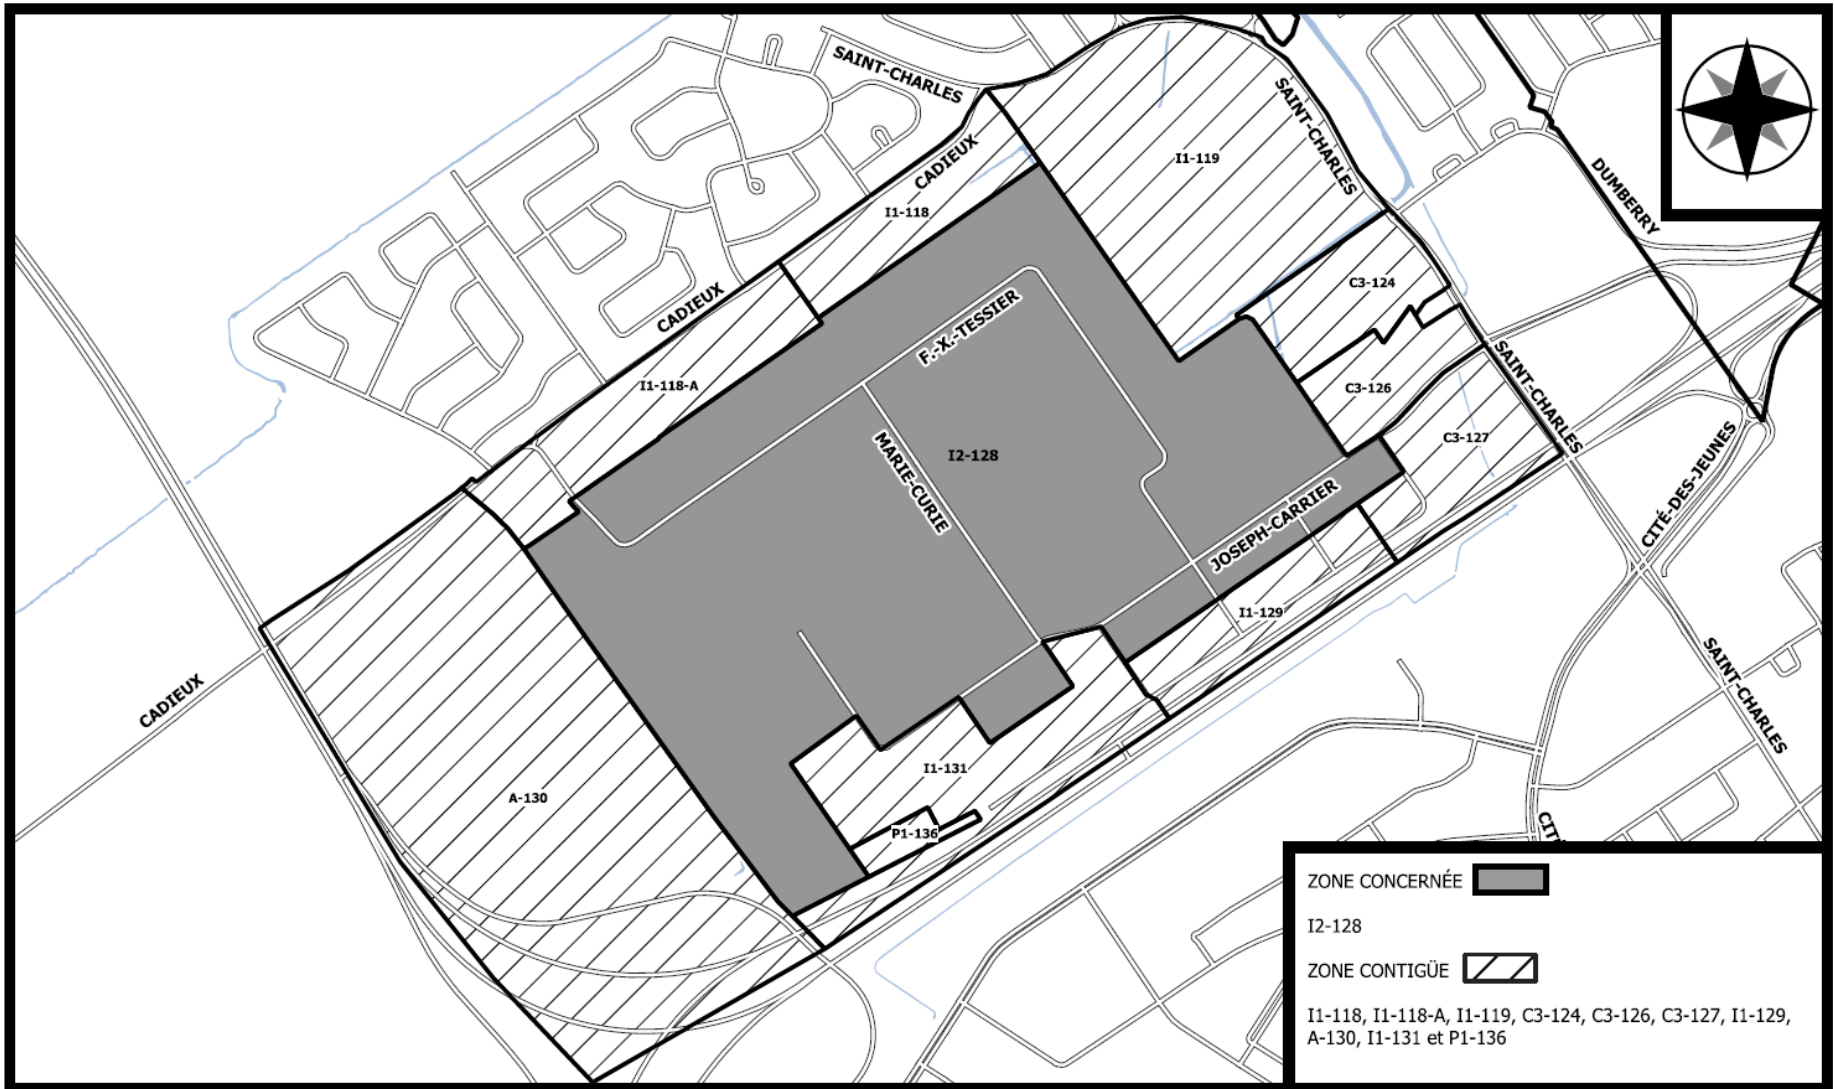 SAINT-CHARLES
SAINT-CHARLES
CADIEUX
I1-119
I1-118
DUMBERRY
CADIEUX
C3-124
F.-X.-TESSIER
I1-118-A
C3-126
SAINT-CHARLES
MARIE-CURIE
I2-128
C3-127
CITÉ-DES-JEUNES
JOSEPH-CARRIER
I1-129
CADIEUX
SAINT-CHARLES
I1-131
A-130
P1-136
CIT
ZONE CONCERNÉE
I2-128
ZONE CONTIGÜE
I1-118, I1-118-A, I1-119, C3-124, C3-126, C3-127, I1-129,
A-130, I1-131 et P1-136